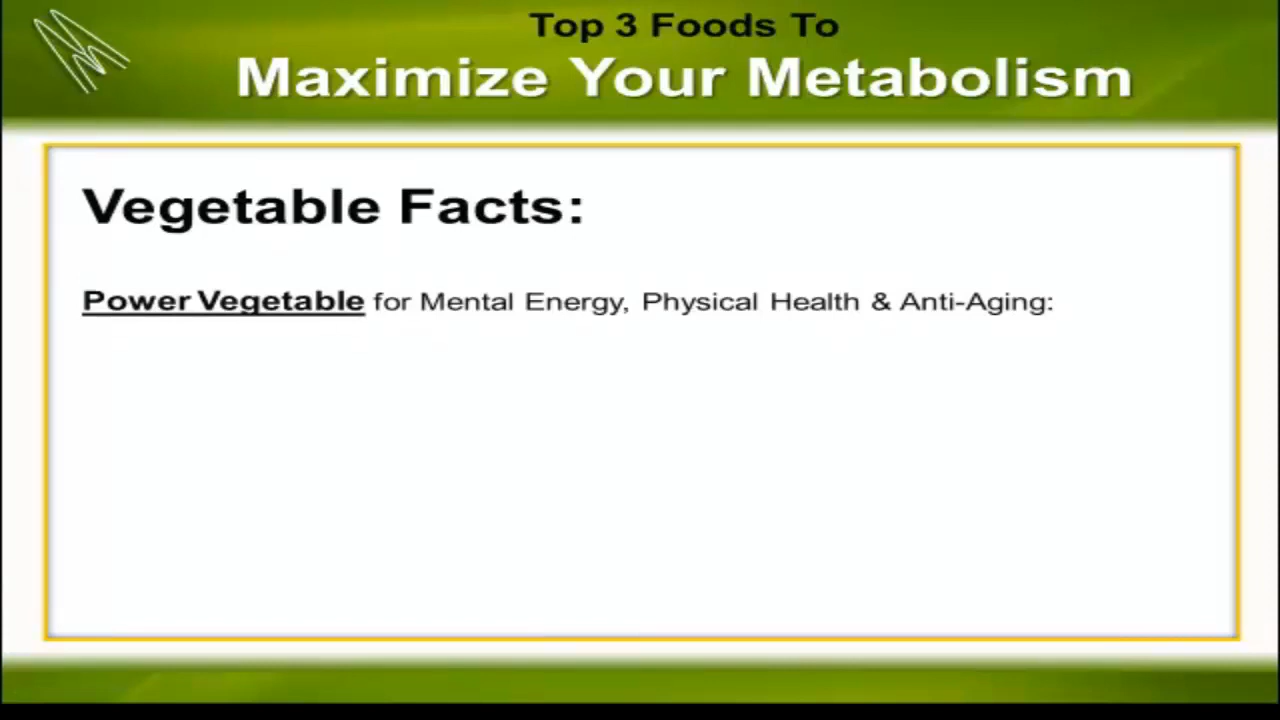 Top 3 Foods To
Maximize Your Metabolism
Vegetable Facts:
Power Vegetable for Mental Energy, Physical Health & Anti-Aging: